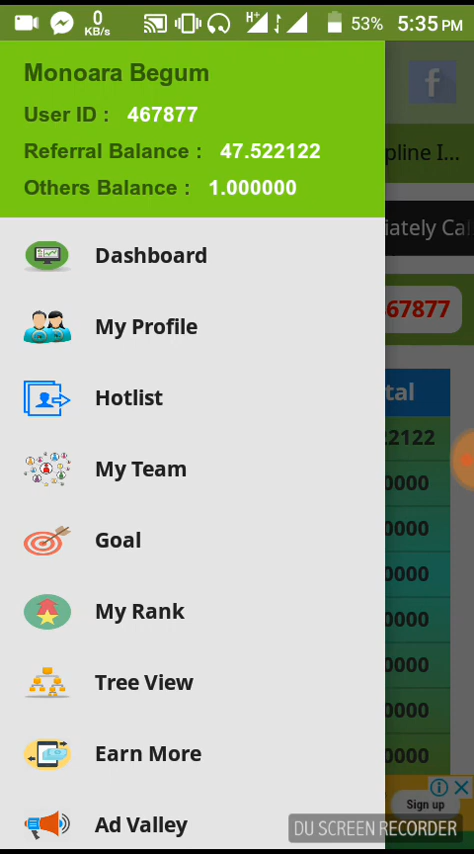 0 KB/s H+ 53% 5:35 PM
Monoara Begum
User ID : 467877
Referral Balance : 47.522122
Others Balance : 1.000000
pline I...
iately Cal
67877
tal
22122
0000
0000
0000
0000
0000
0000
0000
Dashboard
My Profile
Hotlist
My Team
Goal
My Rank
Tree View
Earn More
Ad Valley
Sign up
DU SCREEN RECORDER